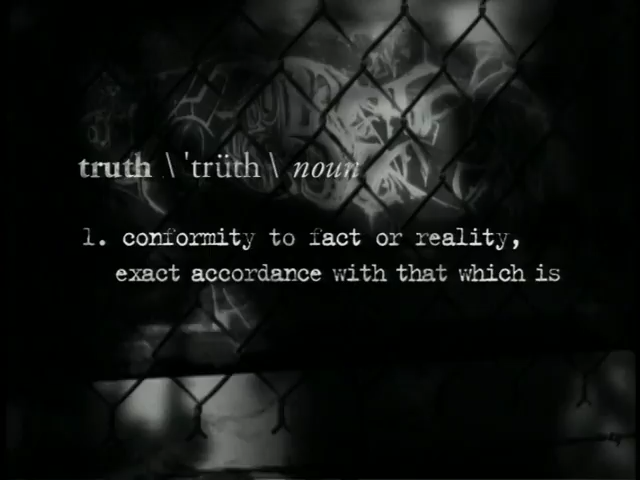 truth \ 'trüth \ noun
1. conformity to fact or reality,
exact accordance with that which is